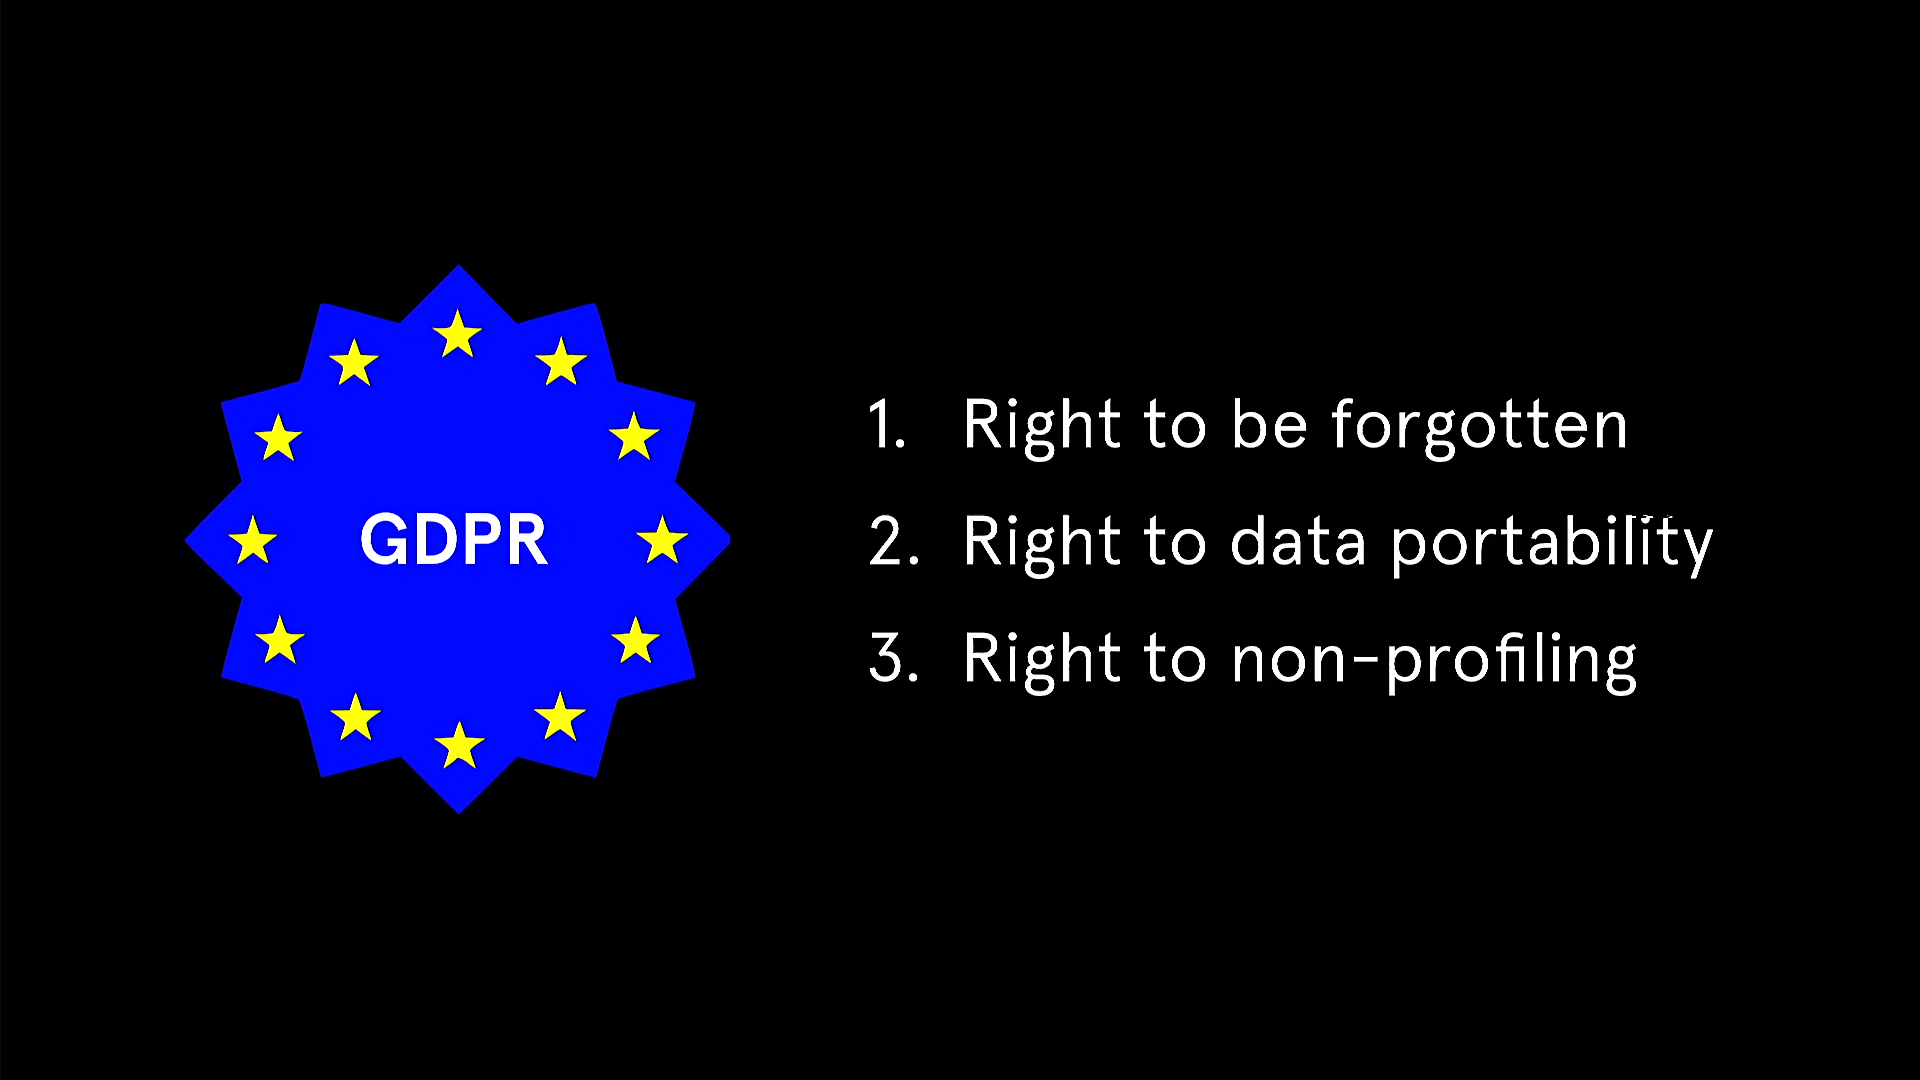 GDPR
1. Right to be forgotten
2. Right to data portability
3. Right to non-profiling